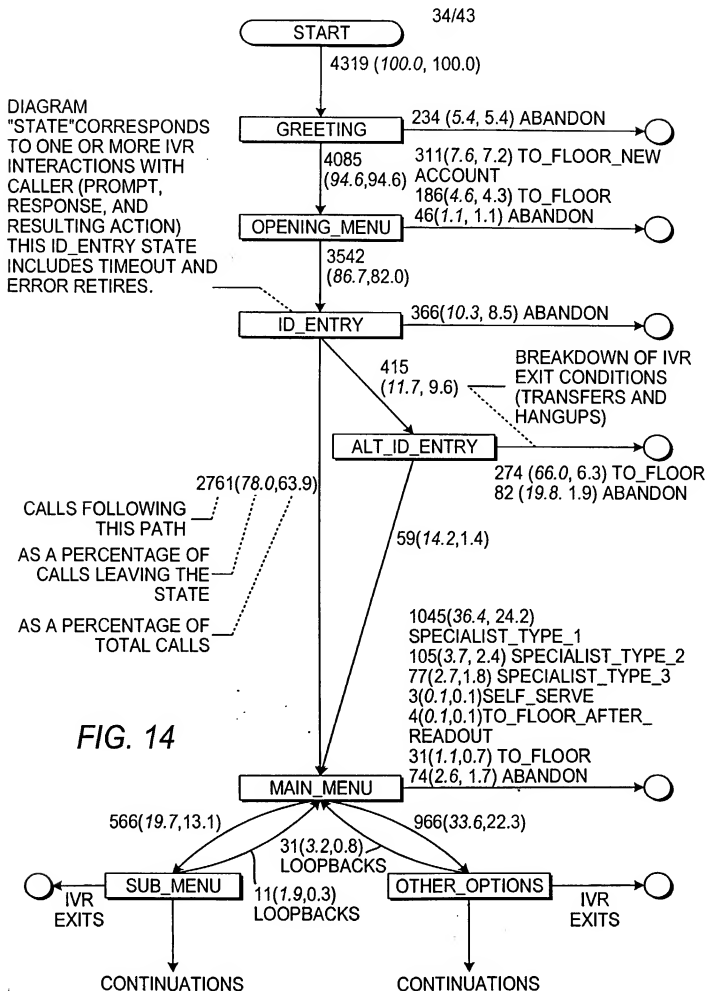 34/43
START
4319 (100.0, 100.0)
DIAGRAM
"STATE"CORRESPONDS
TO ONE OR MORE IVR
INTERACTIONS WITH
CALLER (PROMPT,
RESPONSE, AND
RESULTING ACTION)
THIS ID_ENTRY STATE
INCLUDES TIMEOUT AND
ERROR RETIRES.
GREETING
234 (5.4, 5.4) ABANDON
4085
(94.6,94.6)
311(7.6, 7.2) TO_FLOOR_NEW
ACCOUNT
186(4.6, 4.3) TO_FLOOR
46(1.1, 1.1) ABANDON
OPENING_MENU
3542
(86.7,82.0)
ID_ENTRY
366(10.3, 8.5) ABANDON
415
(11.7, 9.6)
BREAKDOWN OF IVR
EXIT CONDITIONS
(TRANSFERS AND
HANGUPS)
ALT_ID_ENTRY
274 (66.0, 6.3) TO_FLOOR
82 (19.8. 1.9) ABANDON
2761(78.0,63.9)
CALLS FOLLOWING
THIS PATH
AS A PERCENTAGE OF
CALLS LEAVING THE
STATE
AS A PERCENTAGE OF
TOTAL CALLS
59(14.2,1.4)
1045(36.4, 24.2)
SPECIALIST_TYPE_1
105(3.7, 2.4) SPECIALIST_TYPE_2
77(2.7,1.8) SPECIALIST_TYPE_3
3(0.1,0.1)SELF_SERVE
4(0.1,0.1)TO_FLOOR_AFTER_
READOUT
31(1.1,0.7) TO_FLOOR
74(2.6, 1.7) ABANDON
FIG. 14
MAIN_MENU
566(19.7,13.1)
966(33.6,22.3)
31(3.2,0.8)
LOOPBACKS
11(1.9,0.3)
LOOPBACKS
SUB_MENU
OTHER_OPTIONS
IVR
EXITS
IVR
EXITS
CONTINUATIONS
CONTINUATIONS